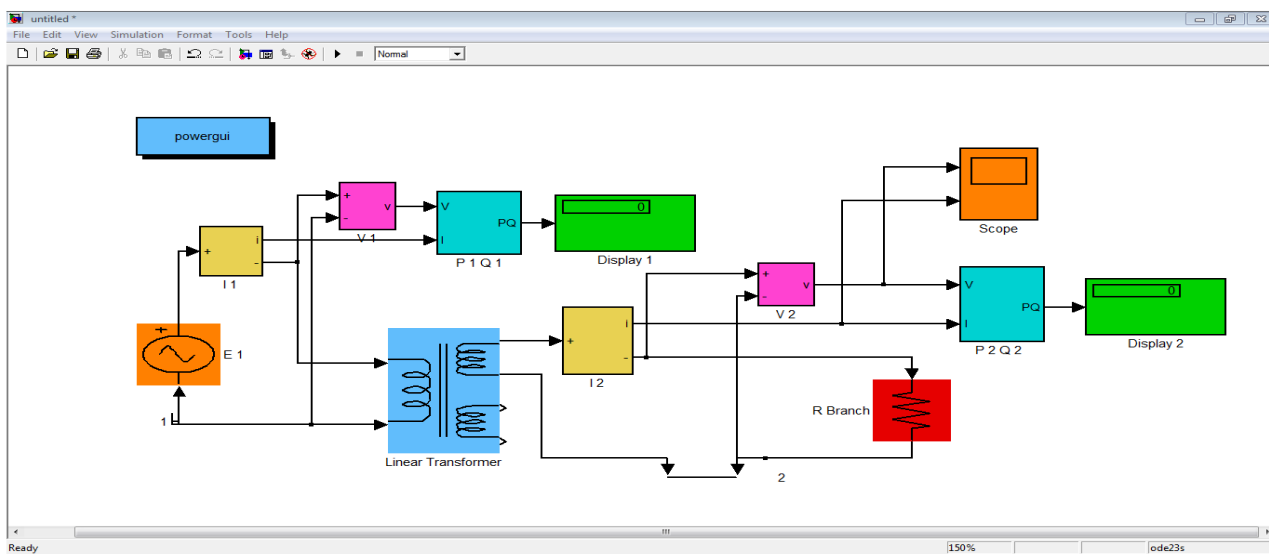 untitled *
File Edit View Simulation Format Tools Help
Normal
powergui
+
-
v
V 1
V
I
PQ
P 1 Q 1
0
Display 1
Scope
+
i
-
I 1
+
E 1
1
Linear Transformer
+
i
-
I 2
+
-
v
V 2
V
I
PQ
P 2 Q 2
0
Display 2
R Branch
2
Ready
150%
ode23s